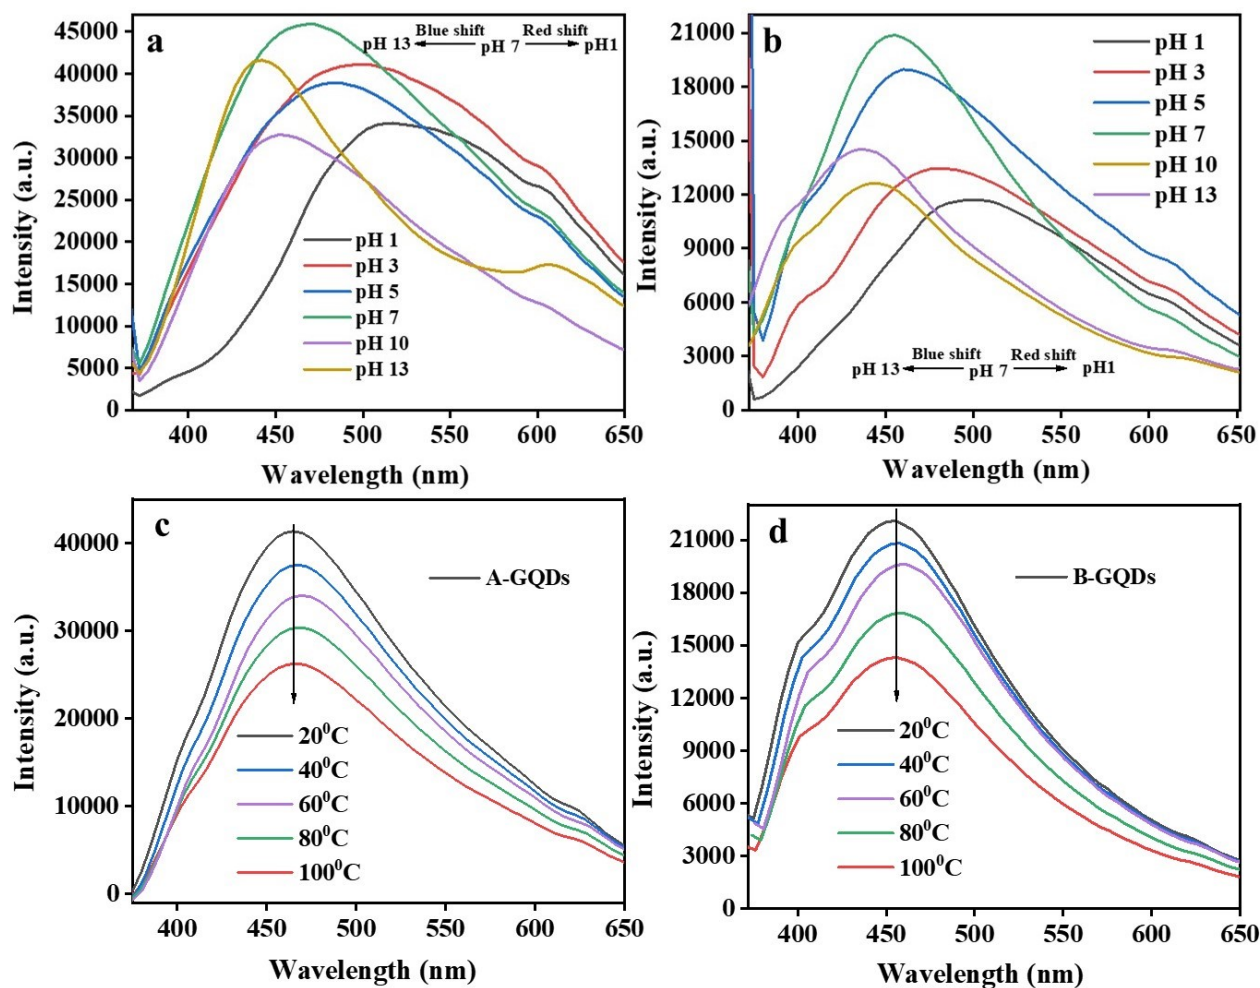 a
Blue shift Red shift
pH 13 pH 7 pH1
45000
40000
35000
30000
25000
20000
15000
10000
5000
0
Intensity (a.u.)
pH 1
pH 3
pH 5
pH 7
pH 10
pH 13
400 450 500 550 600 650
Wavelength (nm)
b
21000
18000
15000
12000
9000
6000
3000
0
Intensity (a.u.)
pH 1
pH 3
pH 5
pH 7
pH 10
pH 13
Blue shift Red shift
pH 13 pH 7 pH1
400 450 500 550 600 650
Wavelength (nm)
c
40000
30000
20000
10000
0
Intensity (a.u.)
A-GQDs
20⁰C
40⁰C
60⁰C
80⁰C
100⁰C
400 450 500 550 600 650
Wavelength (nm)
d
21000
18000
15000
12000
9000
6000
3000
0
Intensity (a.u.)
B-GQDs
20⁰C
40⁰C
60⁰C
80⁰C
100⁰C
400 450 500 550 600 650
Wavelength (nm)